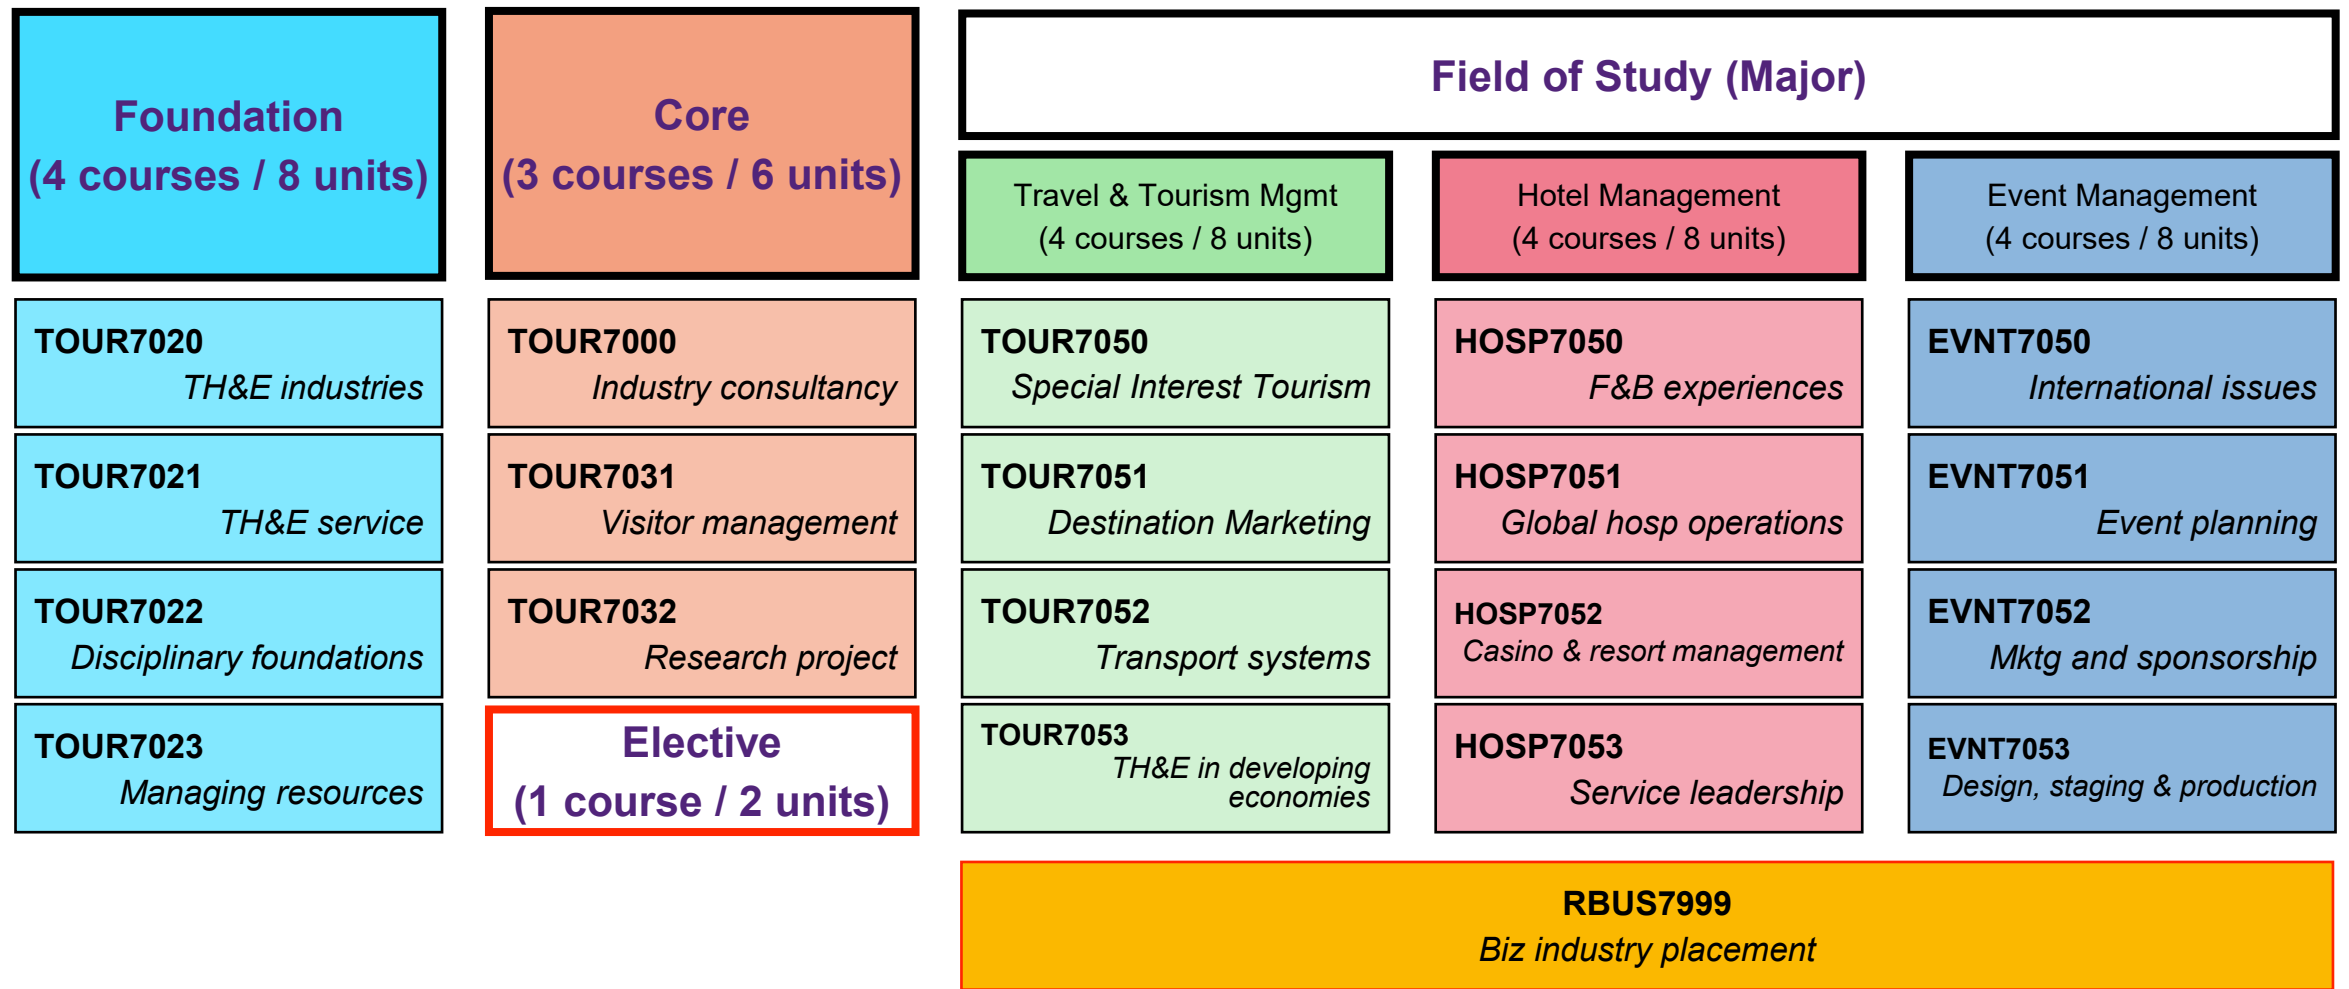 Foundation
(4 courses / 8 units)
TOUR7020
TH&E industries
TOUR7021
TH&E service
TOUR7022
Disciplinary foundations
TOUR7023
Managing resources
Core
(3 courses / 6 units)
TOUR7000
Industry consultancy
TOUR7031
Visitor management
TOUR7032
Research project
Elective
(1 course / 2 units)
Field of Study (Major)
Travel & Tourism Mgmt
(4 courses / 8 units)
TOUR7050
Special Interest Tourism
TOUR7051
Destination Marketing
TOUR7052
Transport systems
TOUR7053
TH&E in developing
economies
Hotel Management
(4 courses / 8 units)
HOSP7050
F&B experiences
HOSP7051
Global hosp operations
HOSP7052
Casino & resort management
HOSP7053
Service leadership
Event Management
(4 courses / 8 units)
EVNT7050
International issues
EVNT7051
Event planning
EVNT7052
Mktg and sponsorship
EVNT7053
Design, staging & production
RBUS7999
Biz industry placement